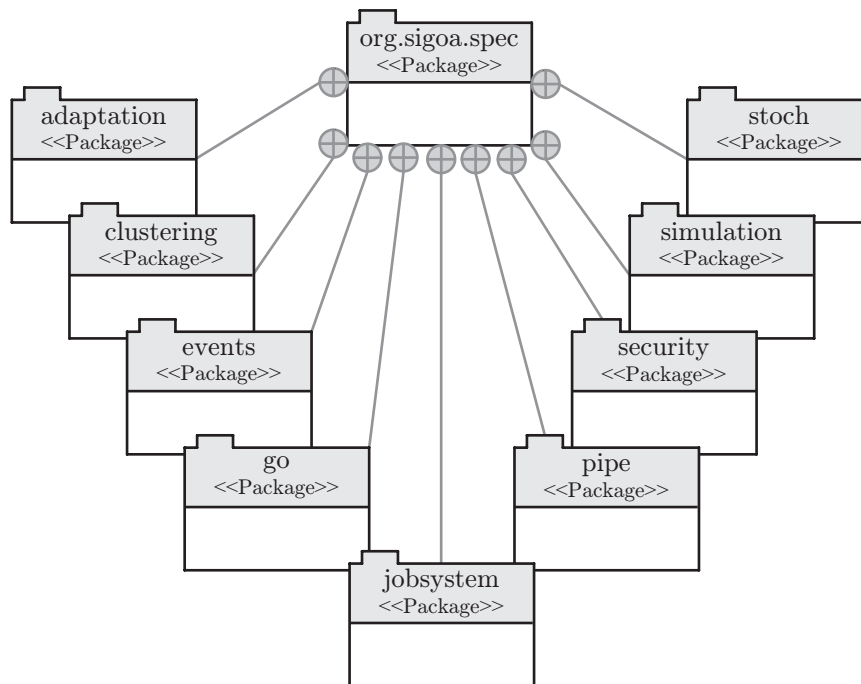 org.sigoa.spec
<<Package>>
adaptation
<<Package>>
stoch
<<Package>>
clustering
<<Package>>
simulation
<<Package>>
events
<<Package>>
security
<<Package>>
go
<<Package>>
pipe
<<Package>>
jobsystem
<<Package>>